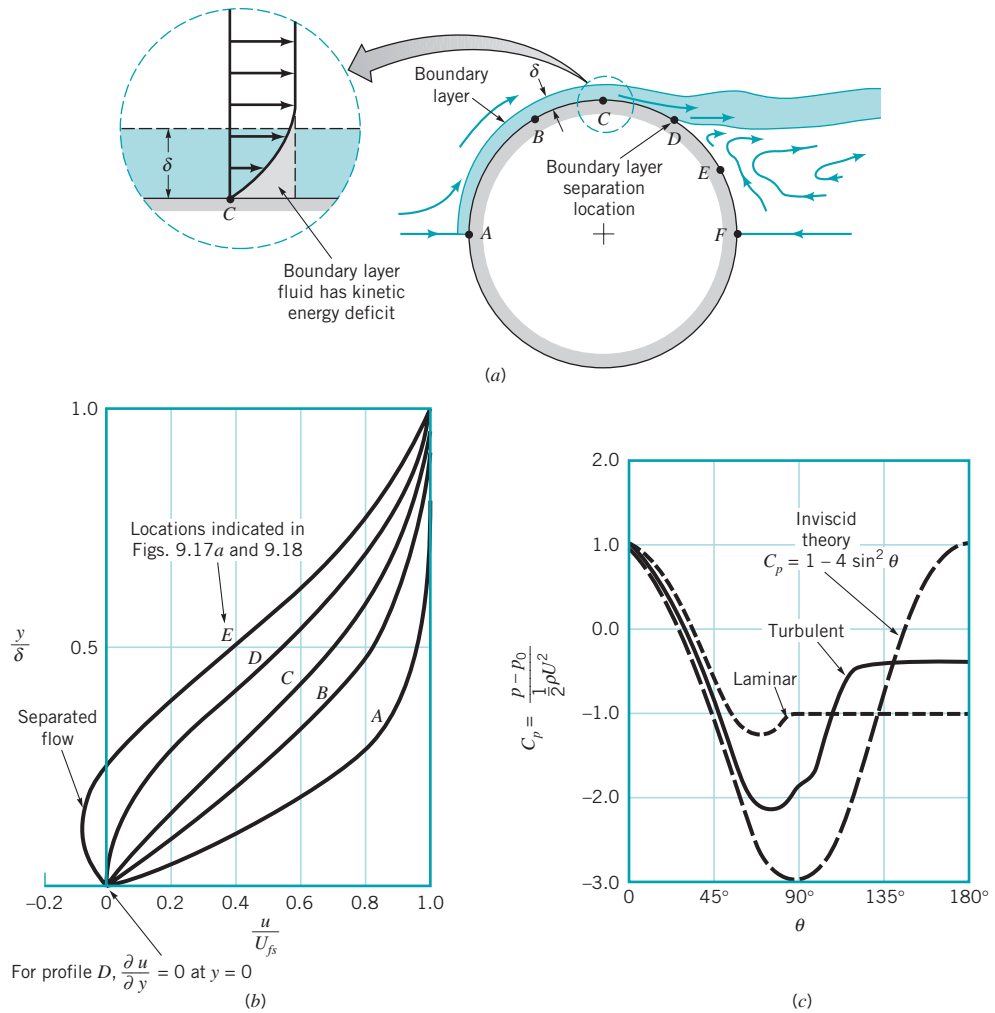 Boundary
layer
δ
B
C
D
Boundary layer
separation
location
E
A
F
δ
C
Boundary layer
fluid has kinetic
energy deficit
(a)
1.0
Locations indicated in
Figs. 9.17a and 9.18
y/δ
0.5
E
D
C
B
A
Separated
flow
–0.2 0 0.2 0.4 0.6 0.8 1.0
u/U_fs
For profile D, ∂u/∂y = 0 at y = 0
(b)
2.0
Inviscid
theory
C_p = 1 – 4 sin² θ
1.0
0.0
Turbulent
Laminar
C_p = (p – p_0)/(1/2 ρU²)
–1.0
–2.0
–3.0
0 45° 90° 135° 180°
θ
(c)